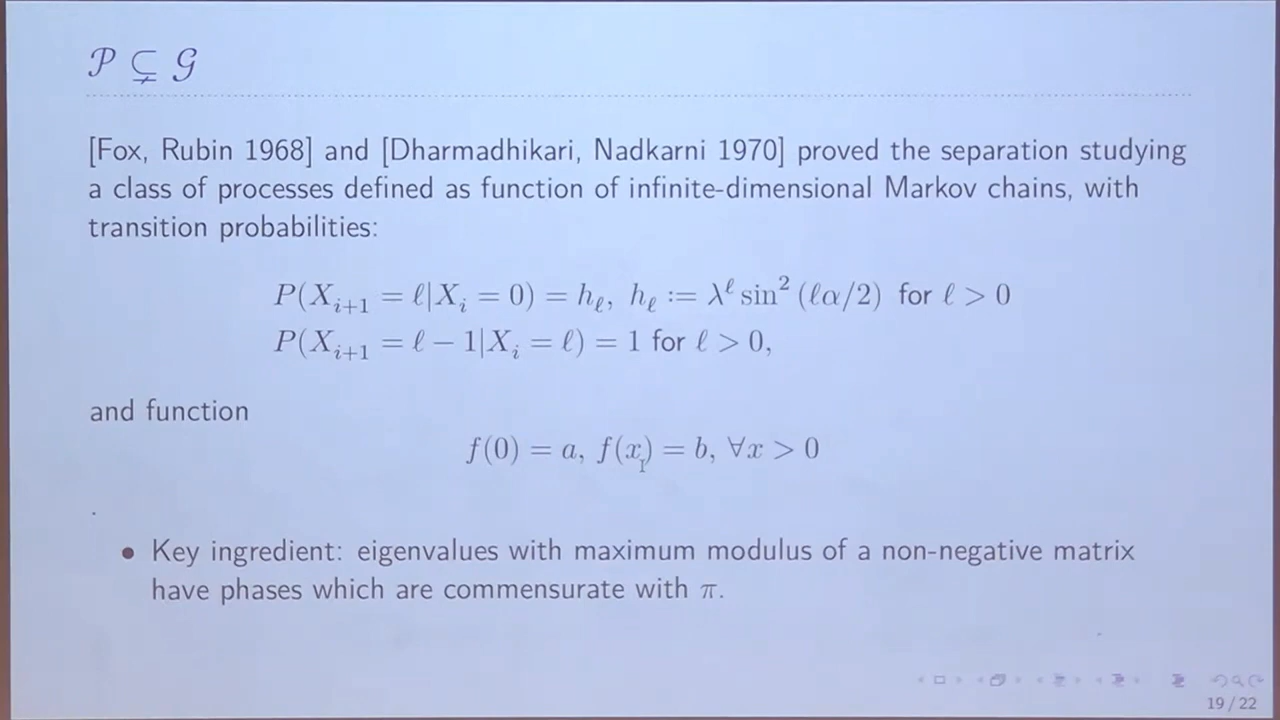 𝒫 ⊊ 𝒢
[Fox, Rubin 1968] and [Dharmadhikari, Nadkarni 1970] proved the separation studying
a class of processes defined as function of infinite-dimensional Markov chains, with
transition probabilities:
P(X_{i+1} = ℓ|X_i = 0) = h_ℓ, h_ℓ := λ^ℓ sin² (ℓα/2) for ℓ > 0
P(X_{i+1} = ℓ − 1|X_i = ℓ) = 1 for ℓ > 0,
and function
f(0) = a, f(x) = b, ∀x > 0
.
• Key ingredient: eigenvalues with maximum modulus of a non-negative matrix
have phases which are commensurate with π.
19 / 22